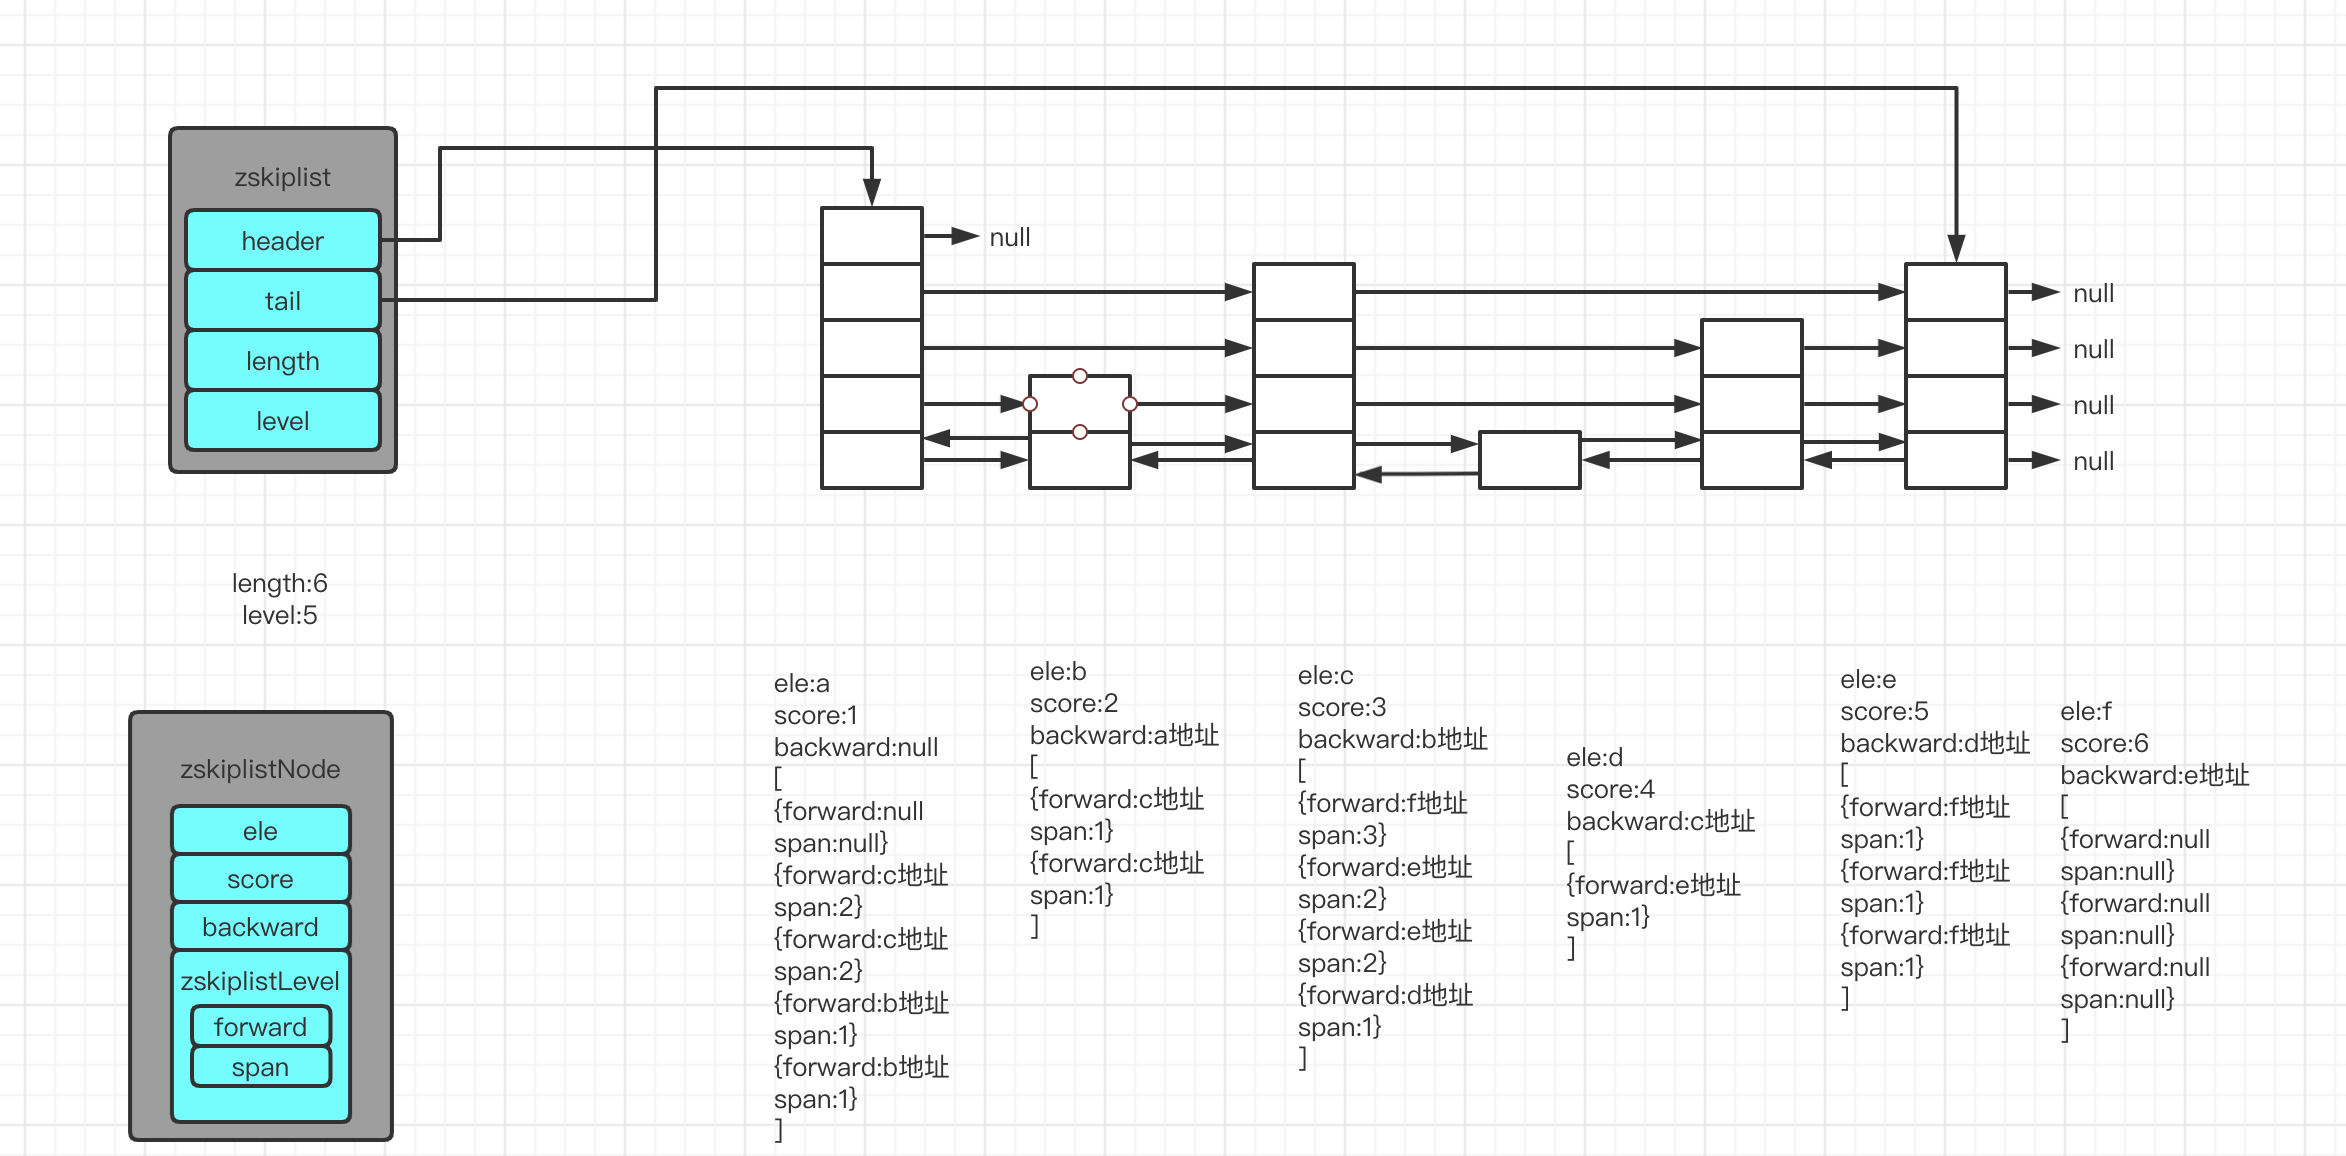 zskiplist
header
tail
length
level
null
null
null
null
null
length:6
level:5
zskiplistNode
ele
score
backward
zskiplistLevel
forward
span
ele:a
score:1
backward:null
[
{forward:null
span:null}
{forward:c地址
span:2}
{forward:c地址
span:2}
{forward:b地址
span:1}
{forward:b地址
span:1}
]
ele:b
score:2
backward:a地址
[
{forward:c地址
span:1}
{forward:c地址
span:1}
]
ele:c
score:3
backward:b地址
[
{forward:f地址
span:3}
{forward:e地址
span:2}
{forward:e地址
span:2}
{forward:d地址
span:1}
]
ele:d
score:4
backward:c地址
[
{forward:e地址
span:1}
]
ele:e
score:5
backward:d地址
[
{forward:f地址
span:1}
{forward:f地址
span:1}
{forward:f地址
span:1}
]
ele:f
score:6
backward:e地址
[
{forward:null
span:null}
{forward:null
span:null}
{forward:null
span:null}
]